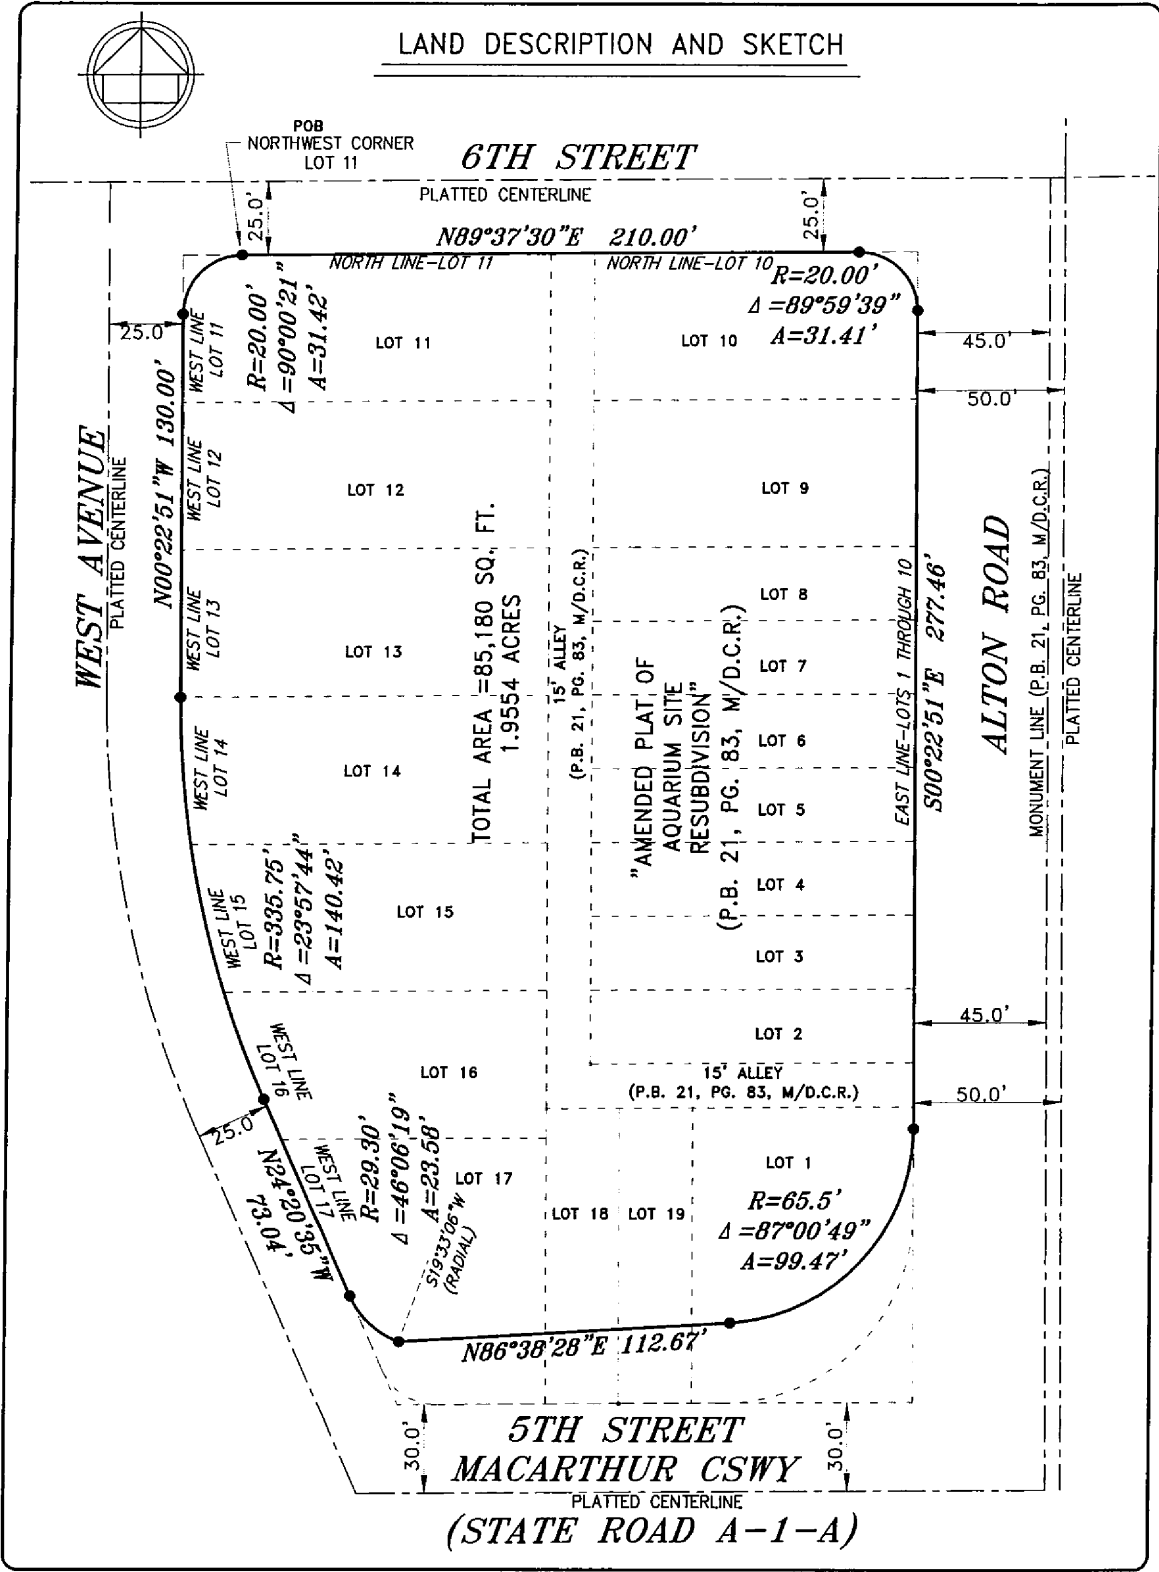 LAND DESCRIPTION AND SKETCH
POB
NORTHWEST CORNER
LOT 11
6TH STREET
PLATTED CENTERLINE
25.0'
25.0'
N89°37'30"E 210.00'
NORTH LINE-LOT 11
NORTH LINE-LOT 10
R=20.00'
Δ =90°00'21"
A=31.42'
R=20.00'
Δ =89°59'39"
A=31.41'
25.0'
WEST LINE
LOT 11
LOT 11
LOT 10
45.0'
50.0'
WEST AVENUE
PLATTED CENTERLINE
N00°22'51"W 130.00'
WEST LINE
LOT 12
LOT 12
LOT 9
WEST LINE
LOT 13
LOT 13
TOTAL AREA =85,180 SQ. FT.
1.9554 ACRES
15' ALLEY
(P.B. 21, PG. 83, M/D.C.R.)
"AMENDED PLAT OF
AQUARIUM SITE
RESUBDIVISION"
(P.B. 21, PG. 83, M/D.C.R.)
LOT 8
LOT 7
LOT 6
LOT 5
LOT 4
LOT 3
LOT 2
EAST LINE-LOTS 1 THROUGH 10
S00°22'51"E 277.46'
ALTON ROAD
MONUMENT LINE (P.B. 21, PG. 83, M/D.C.R.)
PLATTED CENTERLINE
WEST LINE
LOT 14
LOT 14
WEST LINE
LOT 15
R=335.75'
Δ =23°57'44"
A=140.42'
LOT 15
45.0'
50.0'
15' ALLEY
(P.B. 21, PG. 83, M/D.C.R.)
WEST LINE
LOT 16
LOT 16
25.0'
N24°20'35"W
73.04'
WEST LINE
LOT 17
R=29.30'
Δ =46°06'19"
A=23.58'
S19°33'06"W
(RADIAL)
LOT 17
LOT 18
LOT 19
LOT 1
R=65.5'
Δ =87°00'49"
A=99.47'
N86°38'28"E 112.67'
30.0'
30.0'
5TH STREET
MACARTHUR CSWY
PLATTED CENTERLINE
(STATE ROAD A-1-A)